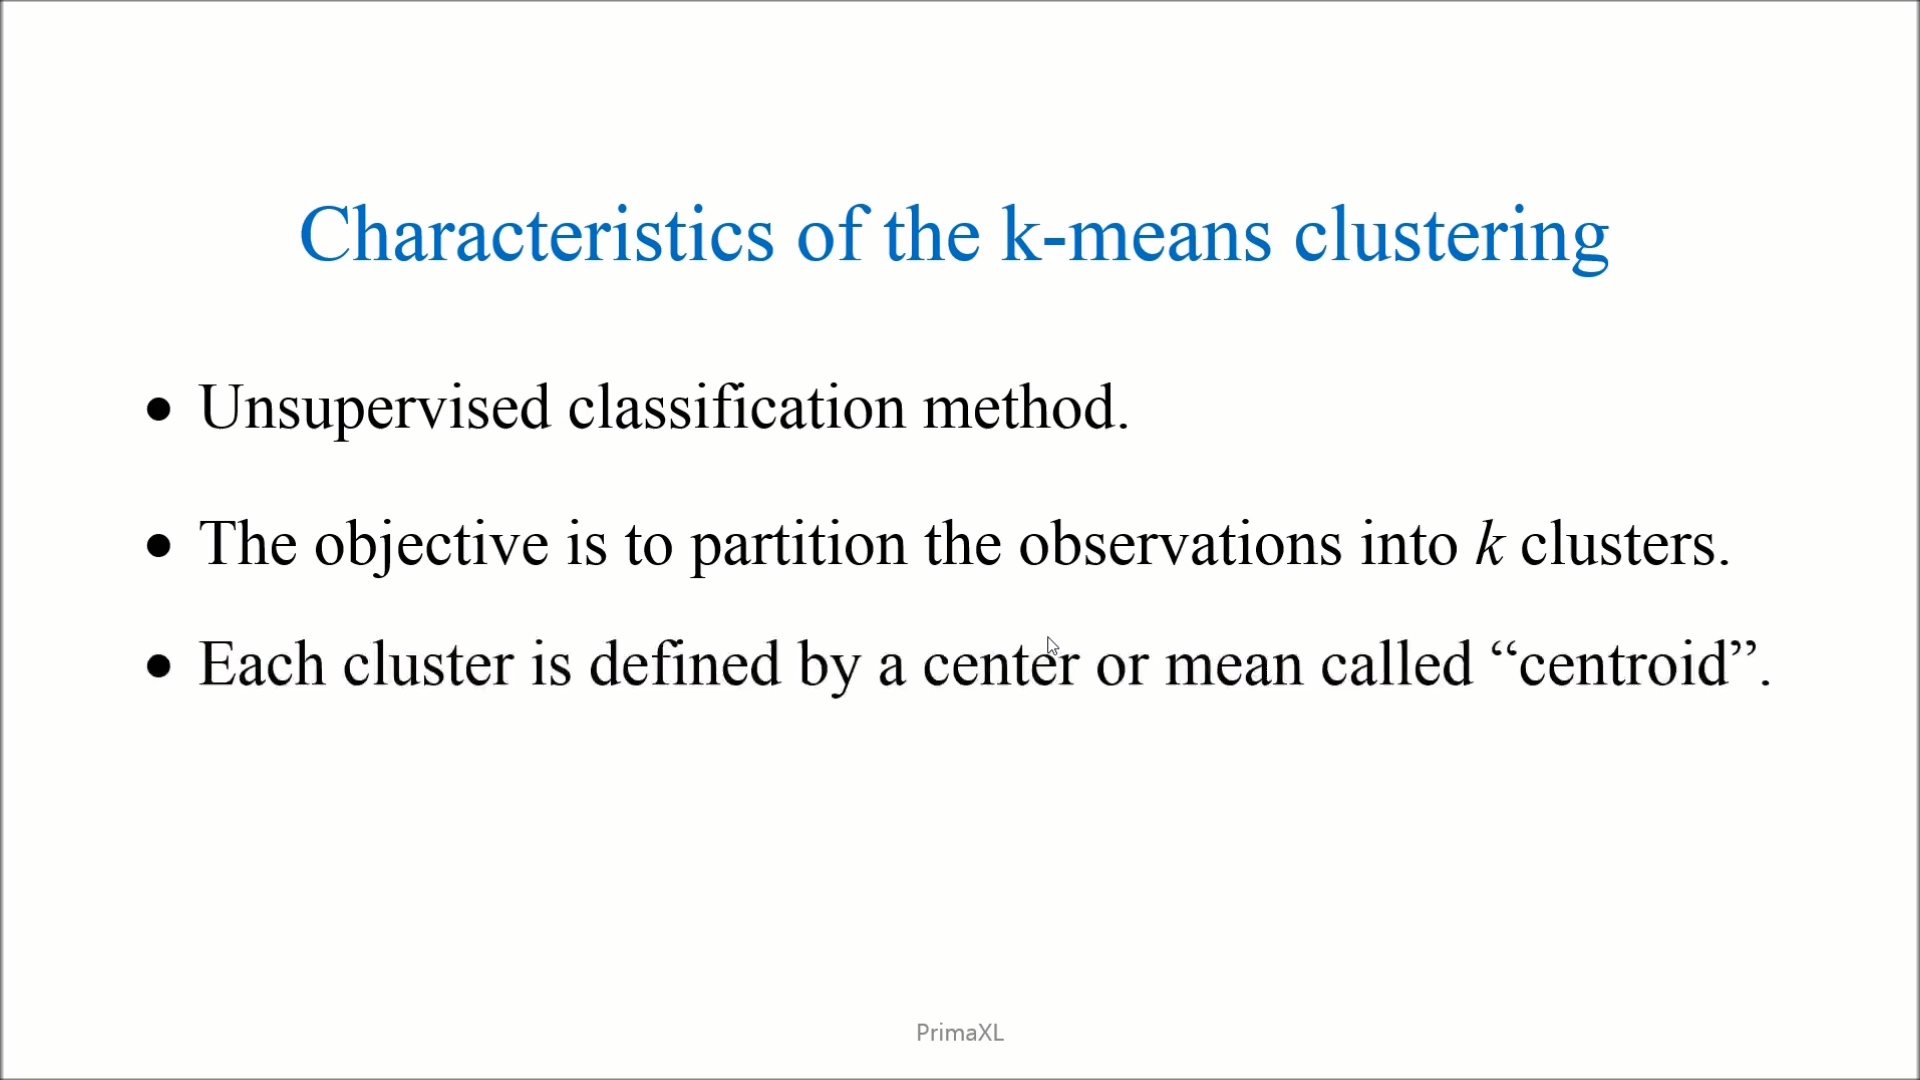 Characteristics of the k-means clustering
• Unsupervised classification method.
• The objective is to partition the observations into k clusters.
• Each cluster is defined by a center or mean called “centroid”.
PrimaXL